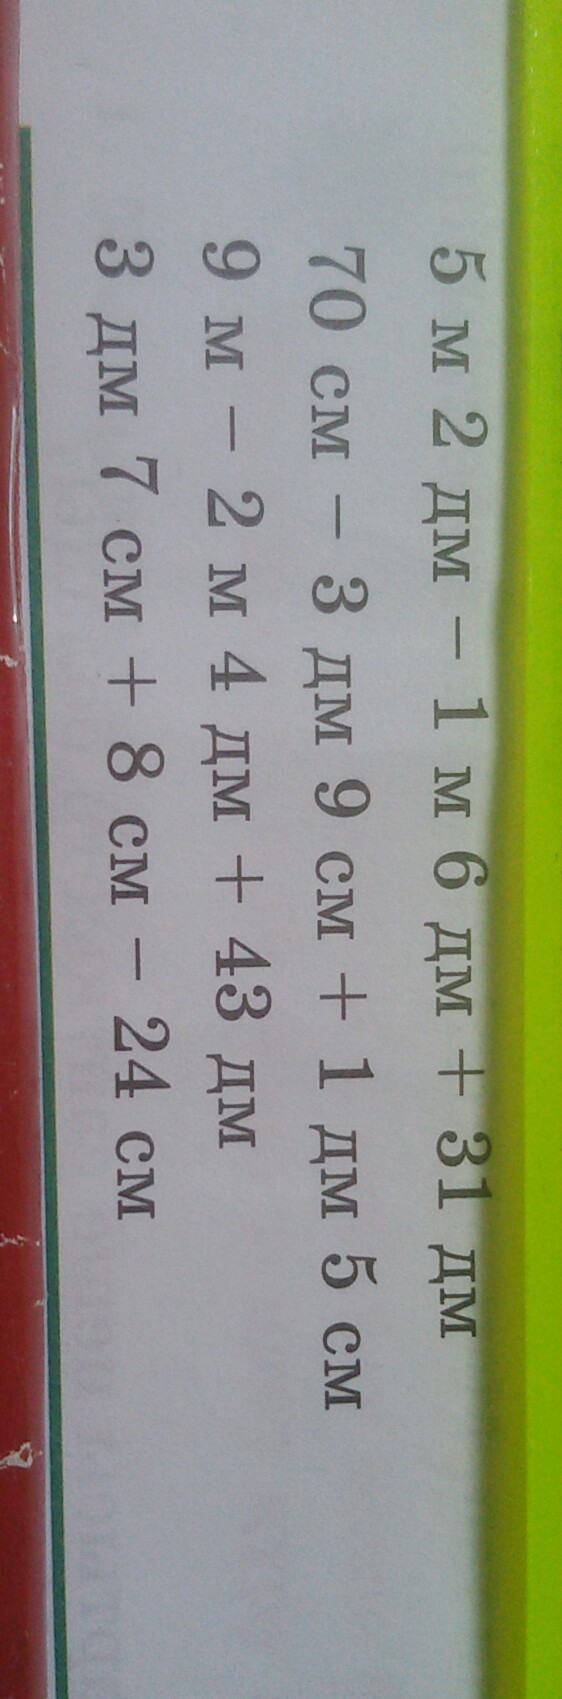 5 м 2 дм − 1 м 6 дм + 31 дм
70 см − 3 дм 9 см + 1 дм 5 см
9 м − 2 м 4 дм + 43 дм
3 дм 7 см + 8 см − 24 см